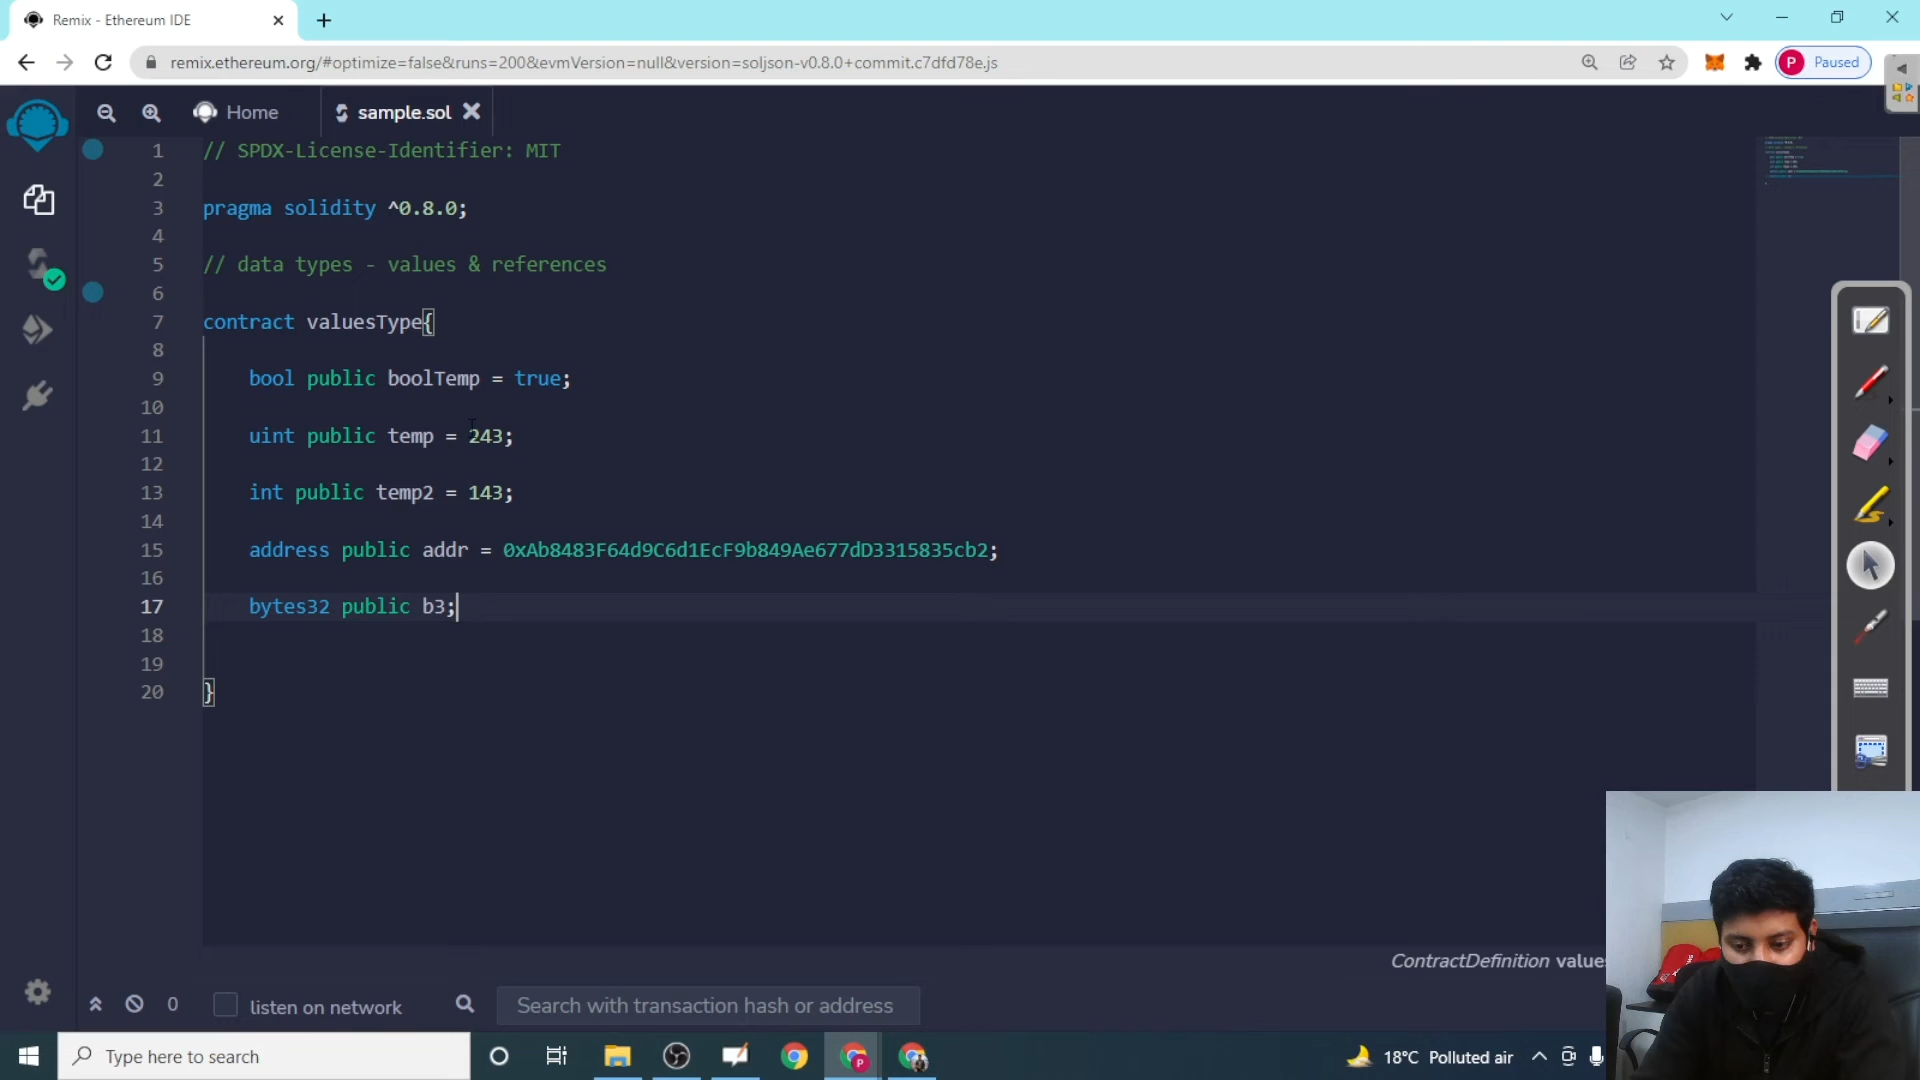 Remix - Ethereum IDE
remix.ethereum.org/#optimize=false&runs=200&evmVersion=null&version=soljson-v0.8.0+commit.c7dfd78e.js
P Paused
Home
sample.sol
1 // SPDX-License-Identifier: MIT
2
3 pragma solidity ^0.8.0;
4
5 // data types - values & references
6
7 contract valuesType{
8
9 bool public boolTemp = true;
10
11 uint public temp = 243;
12
13 int public temp2 = 143;
14
15 address public addr = 0xAb8483F64d9C6d1EcF9b849Ae677dD3315835cb2;
16
17 bytes32 public b3;
18
19
20 }
ContractDefinition values
0 listen on network Search with transaction hash or address
Type here to search
P
18°C Polluted air